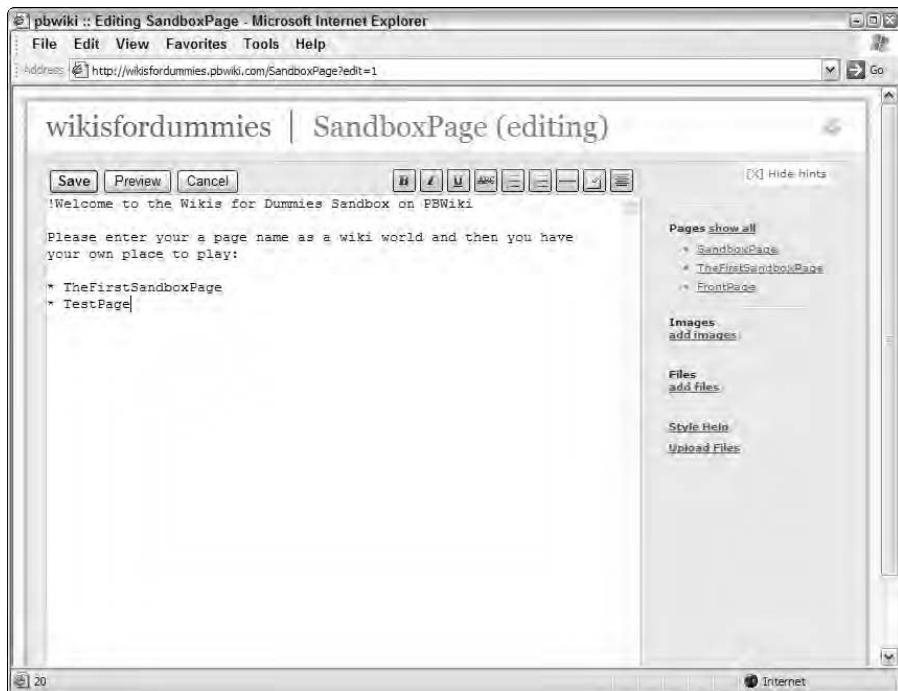 pbwiki :: Editing SandboxPage - Microsoft Internet Explorer
File Edit View Favorites Tools Help
Address http://wikisfordummies.pbwiki.com/SandboxPage?edit=1 Go
wikisfordummies | SandboxPage (editing)
[X] Hide hints
Save Preview Cancel B I U ABC
!Welcome to the Wikis for Dummies Sandbox on PBWiki
Please enter your a page name as a wiki world and then you have
your own place to play:
* TheFirstSandboxPage
* TestPage
Pages show all
SandboxPage
TheFirstSandboxPage
FrontPage
Images
add images
Files
add files
Style Help
Upload Files
20 Internet